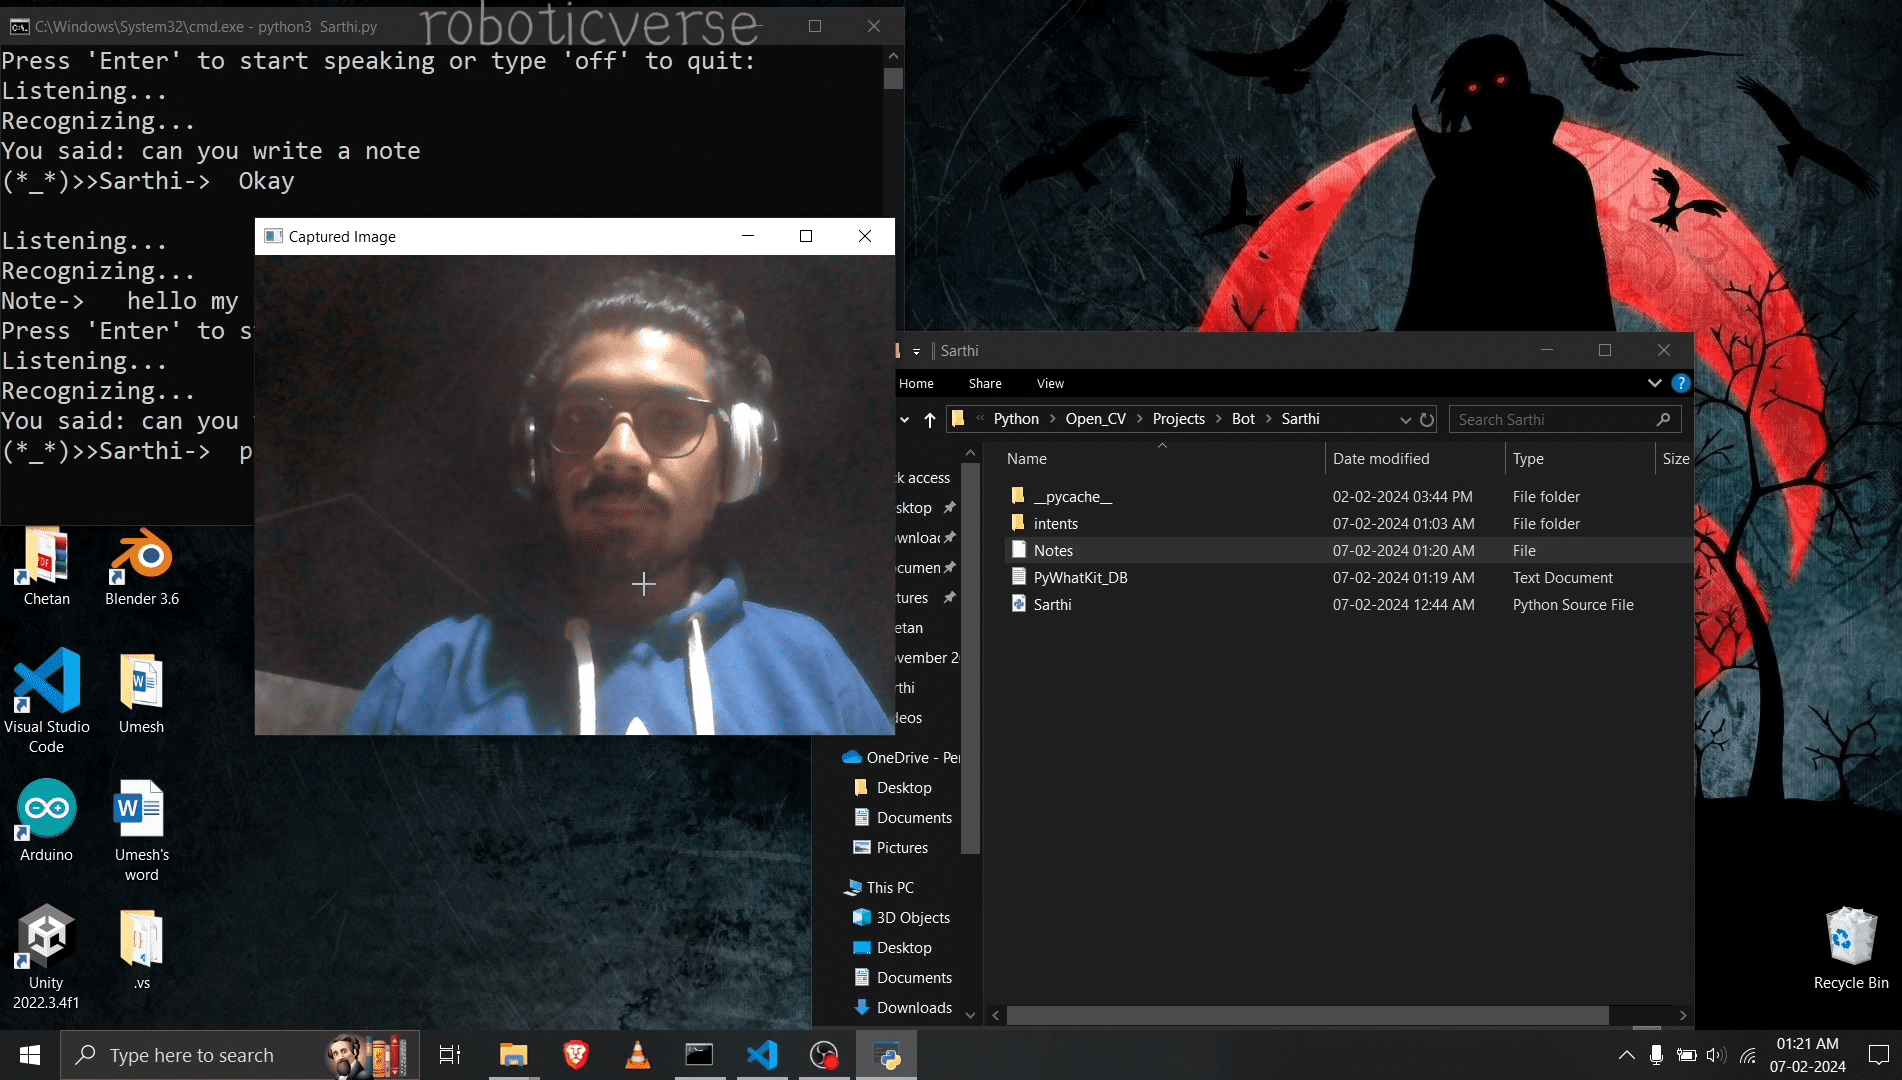 roboticverse
C:\Windows\System32\cmd.exe - python3 Sarthi.py
Press 'Enter' to start speaking or type 'off' to quit:
Listening...
Recognizing...
You said: can you write a note
(*_*)>>Sarthi-> Okay
Listening...
Recognizing...
Note-> hello my
Press 'Enter' to s
Listening...
Recognizing...
You said: can you
(*_*)>>Sarthi-> p
Captured Image
Sarthi
Home Share View
Python Open_CV Projects Bot Sarthi
Search Sarthi
Name Date modified Type Size
__pycache__ 02-02-2024 03:44 PM File folder
intents 07-02-2024 01:03 AM File folder
Notes 07-02-2024 01:20 AM File
PyWhatKit_DB 07-02-2024 01:19 AM Text Document
Sarthi 07-02-2024 12:44 AM Python Source File
ck access
sktop
wnloa
cumen
tures
etan
vember 2
rthi
deos
OneDrive - Per
Desktop
Documents
Pictures
This PC
3D Objects
Desktop
Documents
Downloads
Chetan
Blender 3.6
Visual Studio
Code
Umesh
Arduino
Umesh's
word
Unity
2022.3.4f1
.vs
Recycle Bin
Type here to search
01:21 AM
07-02-2024